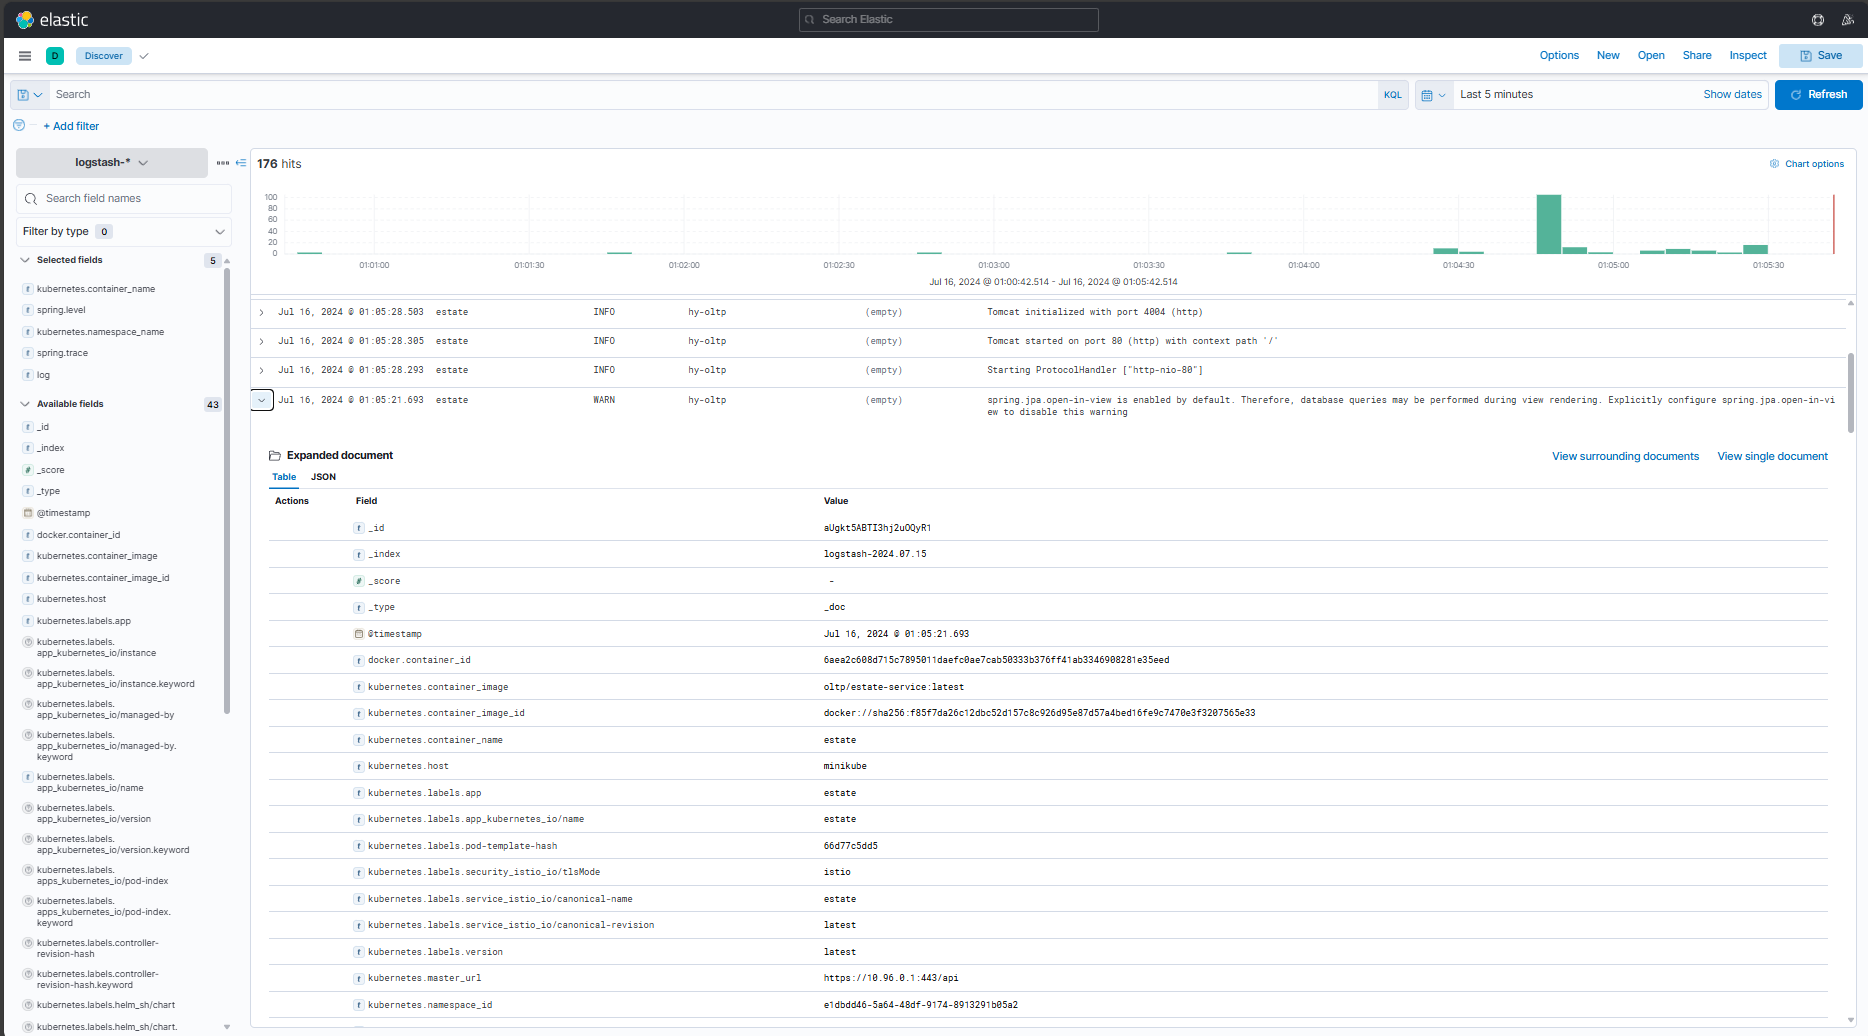 elastic
Search Elastic
D
Discover
Options New Open Share Inspect Save
Search
KQL
Last 5 minutes
Show dates
Refresh
+ Add filter
logstash-*
Search field names
Filter by type 0
Selected fields 5
kubernetes.container_name
spring.level
kubernetes.namespace_name
spring.trace
log
Available fields 43
_id
_index
_score
_type
@timestamp
docker.container_id
kubernetes.container_image
kubernetes.container_image_id
kubernetes.host
kubernetes.labels.app
kubernetes.labels.
app_kubernetes_io/instance
kubernetes.labels.
app_kubernetes_io/instance.keyword
kubernetes.labels.
app_kubernetes_io/managed-by
kubernetes.labels.
app_kubernetes_io/managed-by.
keyword
kubernetes.labels.
app_kubernetes_io/name
kubernetes.labels.
app_kubernetes_io/version
kubernetes.labels.
app_kubernetes_io/version.keyword
kubernetes.labels.
apps_kubernetes_io/pod-index
kubernetes.labels.
apps_kubernetes_io/pod-index.
keyword
kubernetes.labels.controller-
revision-hash
kubernetes.labels.controller-
revision-hash.keyword
kubernetes.labels.helm_sh/chart
kubernetes.labels.helm_sh/chart.
176 hits
Chart options
100
80
60
40
20
0
01:01:00 01:01:30 01:02:00 01:02:30 01:03:00 01:03:30 01:04:00 01:04:30 01:05:00 01:05:30
Jul 16, 2024 @ 01:00:42.514 - Jul 16, 2024 @ 01:05:42.514
Jul 16, 2024 @ 01:05:28.503 estate INFO hy-oltp (empty) Tomcat initialized with port 4004 (http)
Jul 16, 2024 @ 01:05:28.305 estate INFO hy-oltp (empty) Tomcat started on port 80 (http) with context path '/'
Jul 16, 2024 @ 01:05:28.293 estate INFO hy-oltp (empty) Starting ProtocolHandler ["http-nio-80"]
Jul 16, 2024 @ 01:05:21.693 estate WARN hy-oltp (empty) spring.jpa.open-in-view is enabled by default. Therefore, database queries may be performed during view rendering. Explicitly configure spring.jpa.open-in-vi
ew to disable this warning
Expanded document
View surrounding documents View single document
Table JSON
Actions Field Value
_id aUgkt5ABTI3hj2uOQyR1
_index logstash-2024.07.15
_score -
_type _doc
@timestamp Jul 16, 2024 @ 01:05:21.693
docker.container_id 6aea2c608d715c7895011daefc0ae7cab50333b376ff41ab3346908281e35eed
kubernetes.container_image oltp/estate-service:latest
kubernetes.container_image_id docker://sha256:f85f7da26c12dbc52d157c8c926d95e87d57a4bed16fe9c7470e3f3207565e33
kubernetes.container_name estate
kubernetes.host minikube
kubernetes.labels.app estate
kubernetes.labels.app_kubernetes_io/name estate
kubernetes.labels.pod-template-hash 66d77c5dd5
kubernetes.labels.security_istio_io/tlsMode istio
kubernetes.labels.service_istio_io/canonical-name estate
kubernetes.labels.service_istio_io/canonical-revision latest
kubernetes.labels.version latest
kubernetes.master_url https://10.96.0.1:443/api
kubernetes.namespace_id e1dbdd46-5a64-48df-9174-8913291b05a2